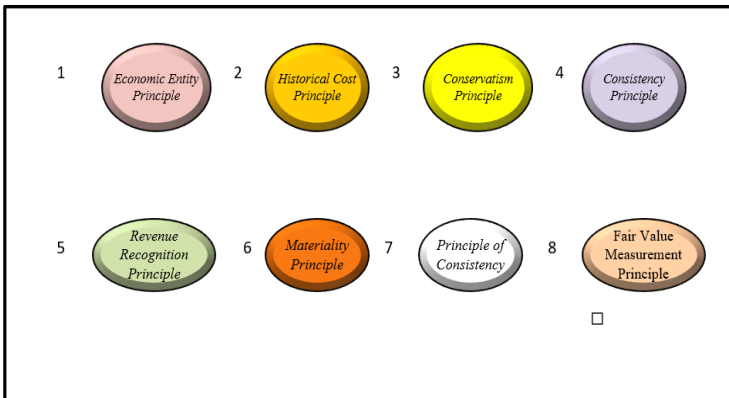 1
Economic Entity
Principle
2
Historical Cost
Principle
3
Conservatism
Principle
4
Consistency
Principle
5
Revenue
Recognition
Principle
6
Materiality
Principle
7
Principle of
Consistency
8
Fair Value
Measurement
Principle